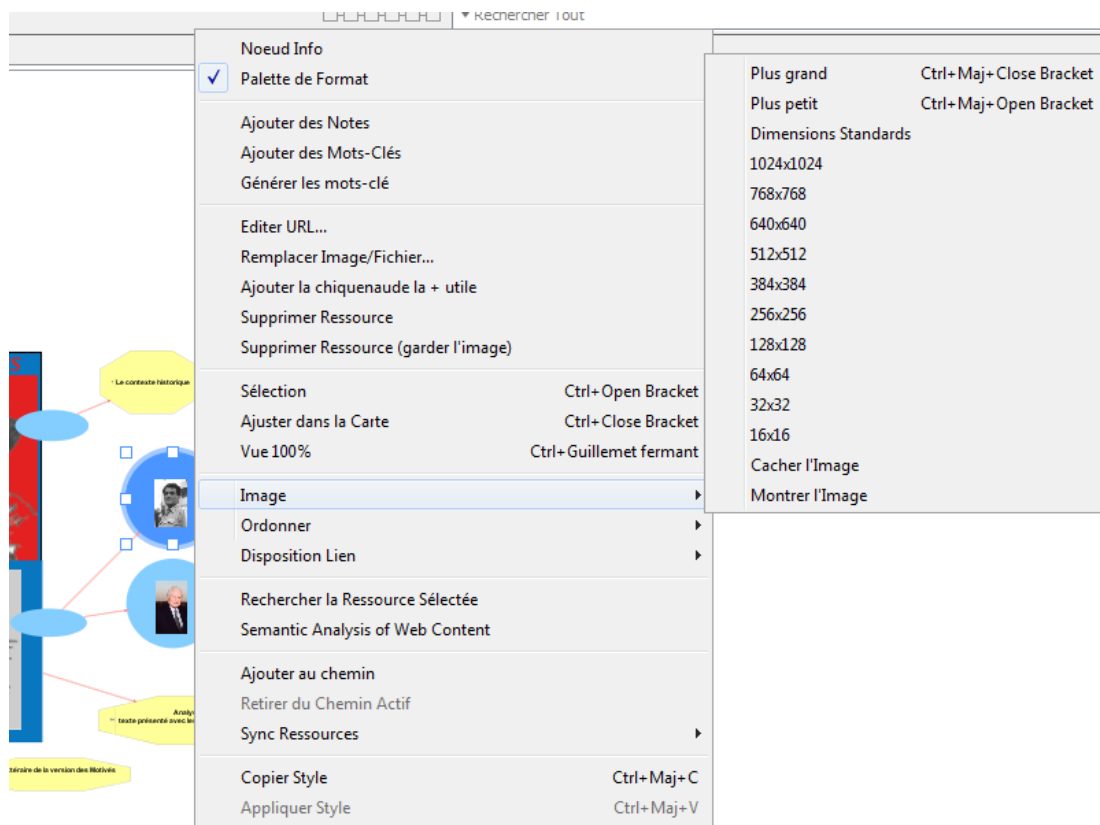 Rechercher Tout
Noeud Info
Palette de Format
Ajouter des Notes
Ajouter des Mots-Clés
Générer les mots-clé
Editer URL...
Remplacer Image/Fichier...
Ajouter la chiquenaude la + utile
Supprimer Ressource
Supprimer Ressource (garder l'image)
Sélection Ctrl+Open Bracket
Ajuster dans la Carte Ctrl+Close Bracket
Vue 100% Ctrl+Guillemet fermant
Image
Ordonner
Disposition Lien
Rechercher la Ressource Sélectée
Semantic Analysis of Web Content
Ajouter au chemin
Retirer du Chemin Actif
Sync Ressources
Copier Style Ctrl+Maj+C
Appliquer Style Ctrl+Maj+V
Plus grand Ctrl+Maj+Close Bracket
Plus petit Ctrl+Maj+Open Bracket
Dimensions Standards
1024x1024
768x768
640x640
512x512
384x384
256x256
128x128
64x64
32x32
16x16
Cacher l'Image
Montrer l'Image
S
Le contexte historique
texte présenté avec
de la version des Motivés